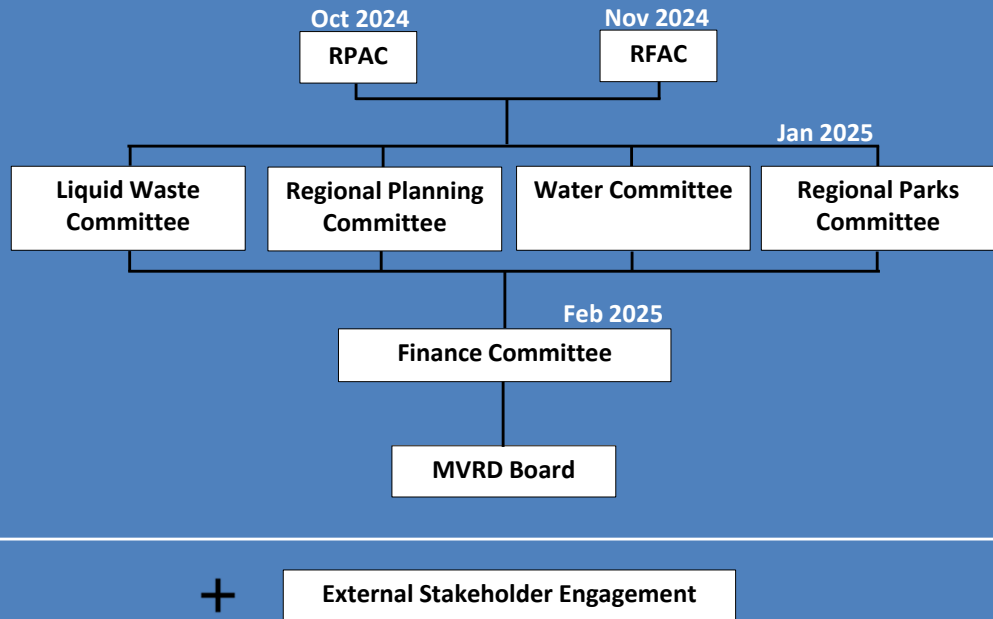 Oct 2024
Nov 2024
RPAC
RFAC
Jan 2025
Liquid Waste
Committee
Regional Planning
Committee
Water Committee
Regional Parks
Committee
Feb 2025
Finance Committee
MVRD Board
+
External Stakeholder Engagement